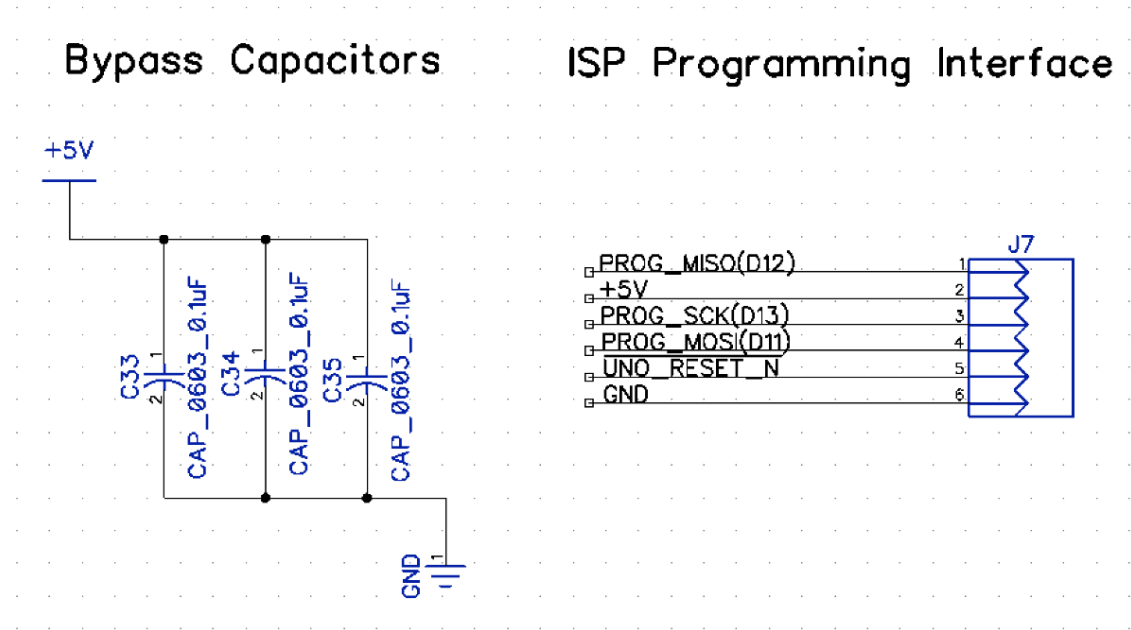 Bypass Capacitors
ISP Programming Interface
+5V
C33
1
2
CAP_0603_0.1uF
C34
1
2
CAP_0603_0.1uF
C35
1
2
CAP_0603_0.1uF
GND
1
J7
PROG_MISO(D12) 1
+5V 2
PROG_SCK(D13) 3
PROG_MOSI(D11) 4
UNO_RESET_N 5
GND 6